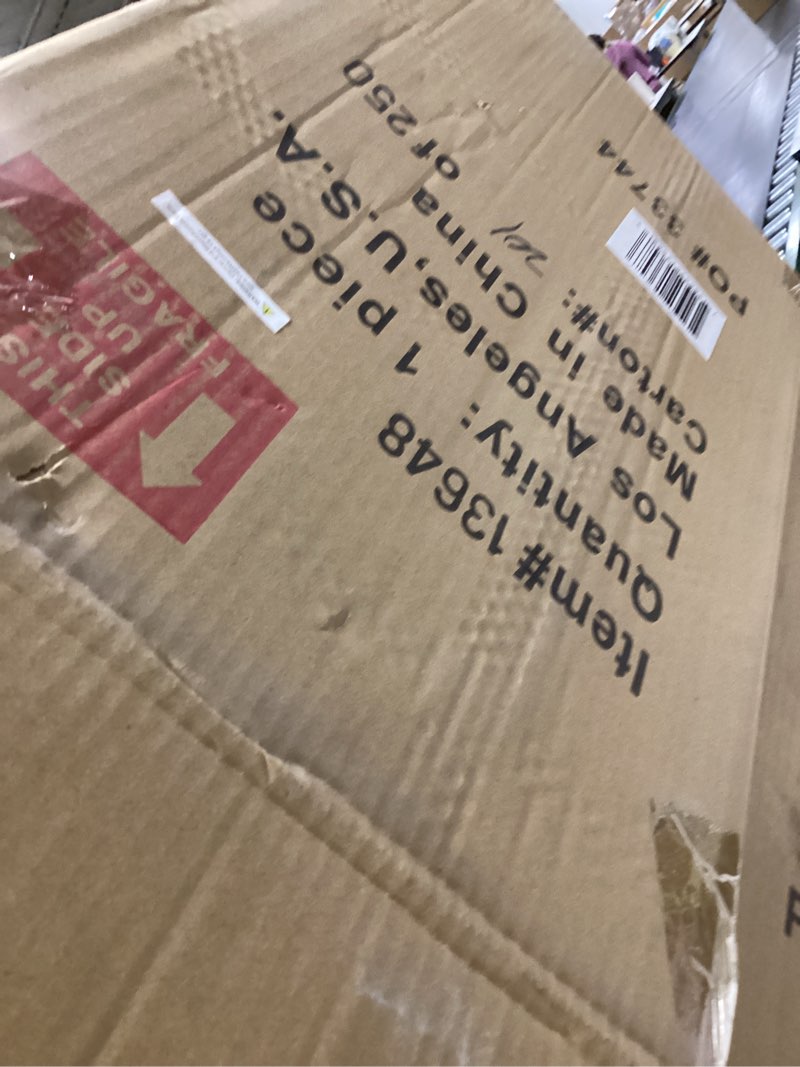 Item# 13648
Quantity: 1 piece
Los Angeles,U.S.A.
Made in China
Carton#: 201 of 250
PO# 33744
THIS
SIDE
UP
FRAGILE